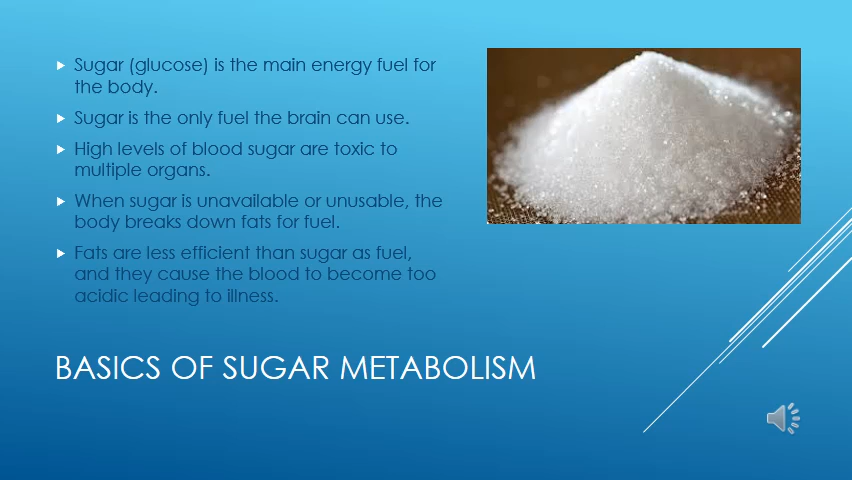 Sugar (glucose) is the main energy fuel for
the body.
Sugar is the only fuel the brain can use.
High levels of blood sugar are toxic to
multiple organs.
When sugar is unavailable or unusable, the
body breaks down fats for fuel.
Fats are less efficient than sugar as fuel,
and they cause the blood to become too
acidic leading to illness.
BASICS OF SUGAR METABOLISM